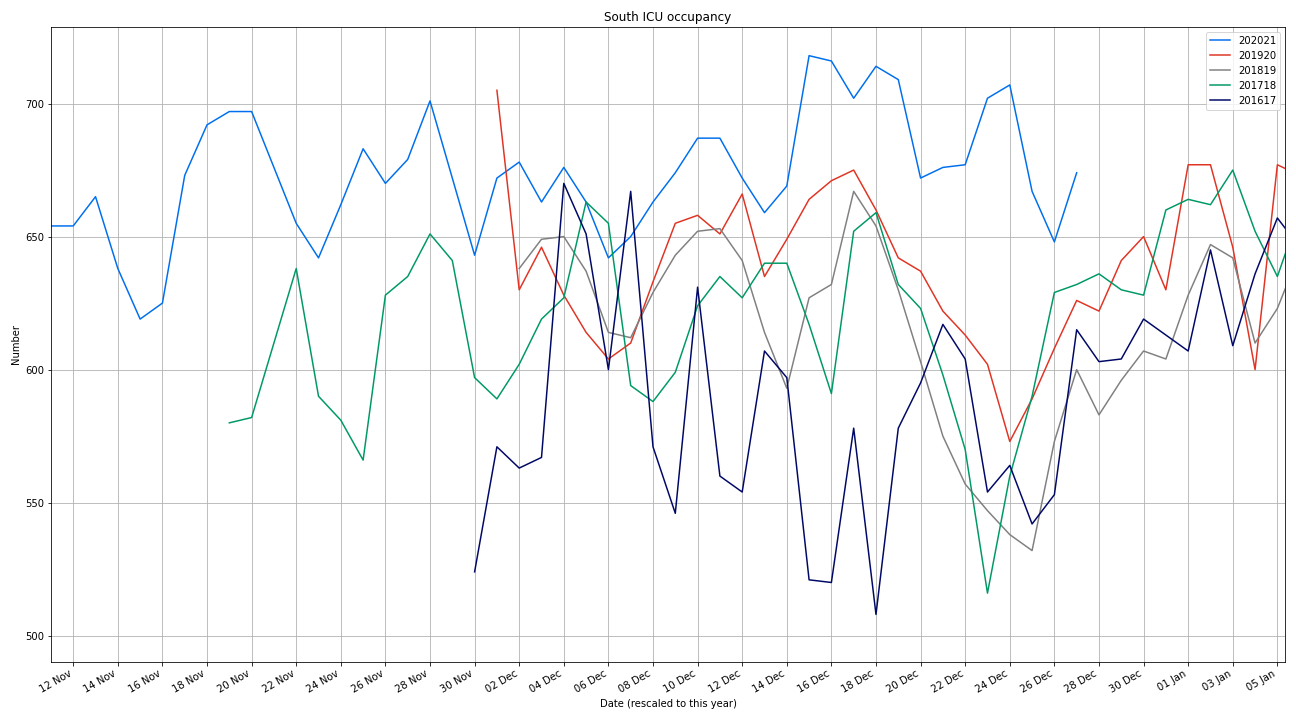 South ICU occupancy
202021
201920
201819
201718
201617
Number
700
650
600
550
500
12 Nov
14 Nov
16 Nov
18 Nov
20 Nov
22 Nov
24 Nov
26 Nov
28 Nov
30 Nov
02 Dec
04 Dec
06 Dec
08 Dec
10 Dec
12 Dec
14 Dec
16 Dec
18 Dec
20 Dec
22 Dec
24 Dec
26 Dec
28 Dec
30 Dec
01 Jan
03 Jan
05 Jan
Date (rescaled to this year)